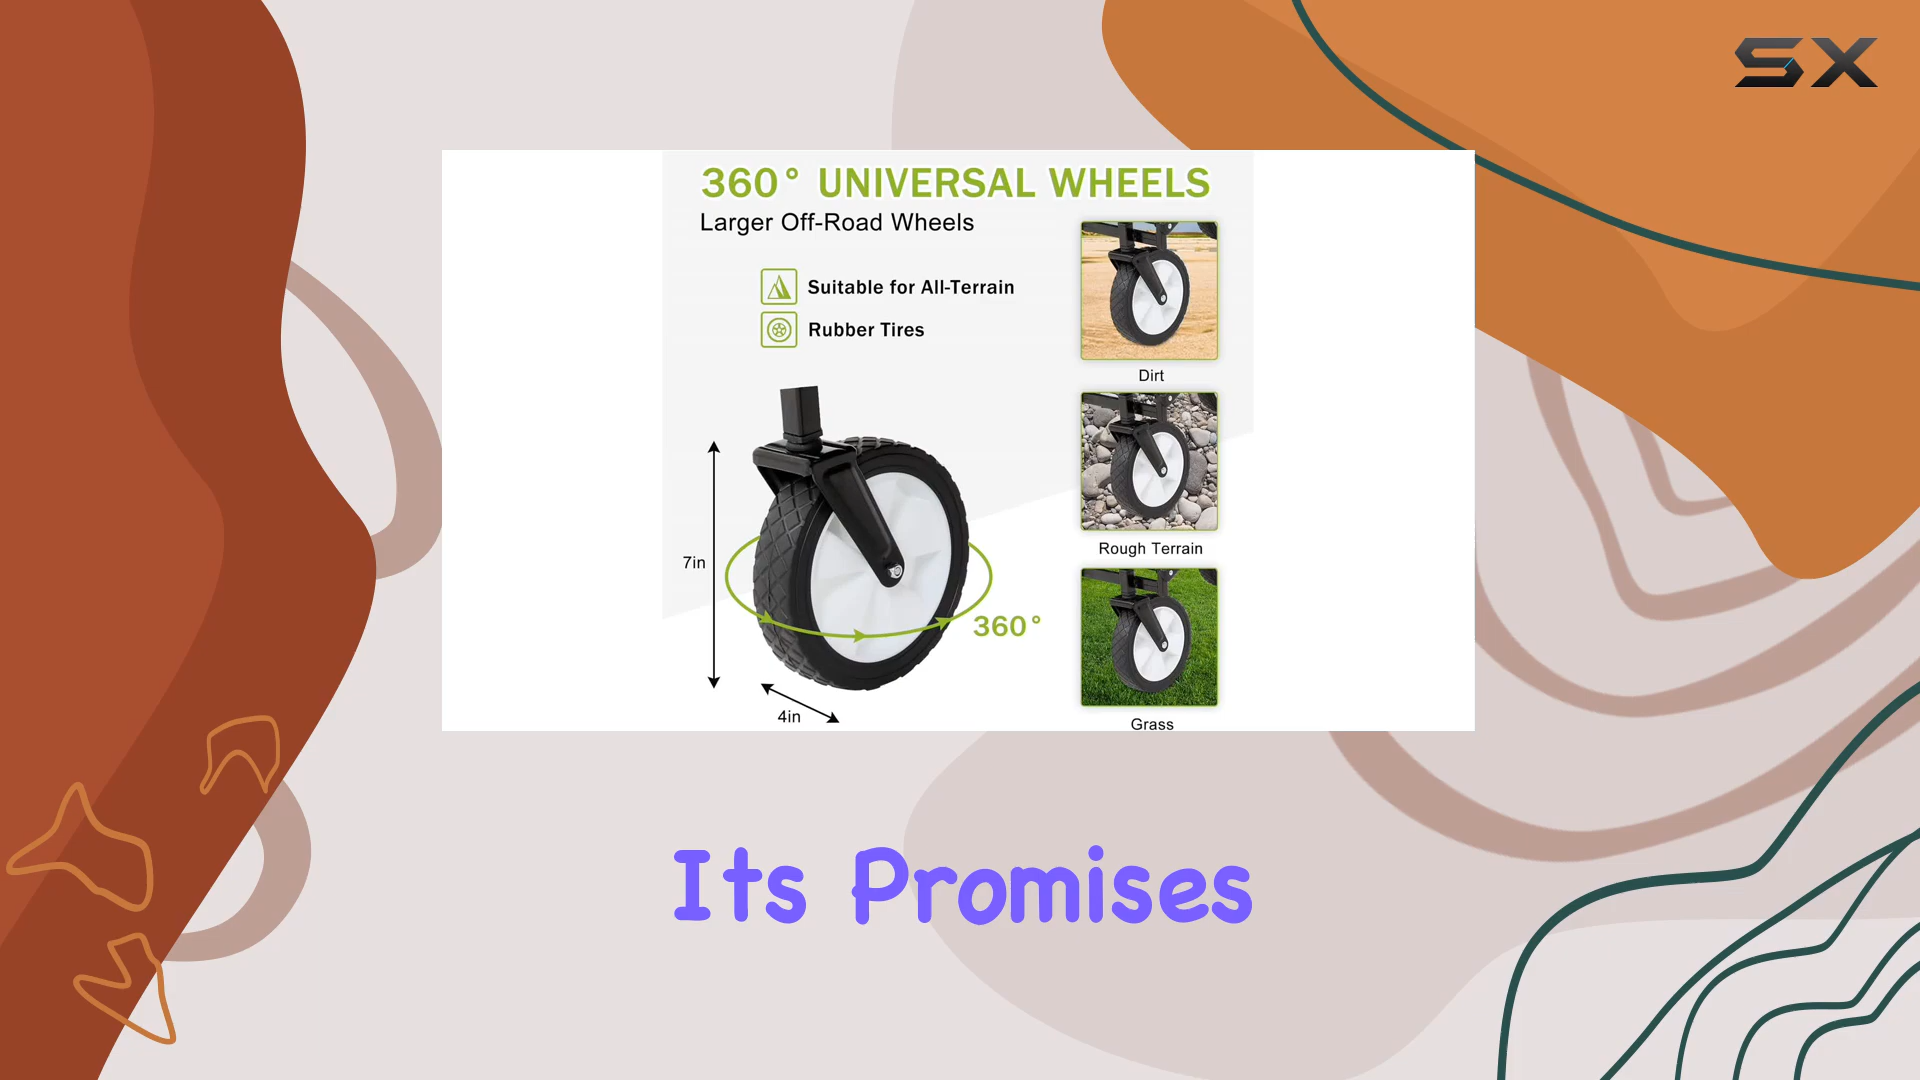 SX
360° UNIVERSAL WHEELS
Larger Off-Road Wheels
Suitable for All-Terrain
Rubber Tires
Dirt
Rough Terrain
7in
360°
4in
Grass
Its Promises